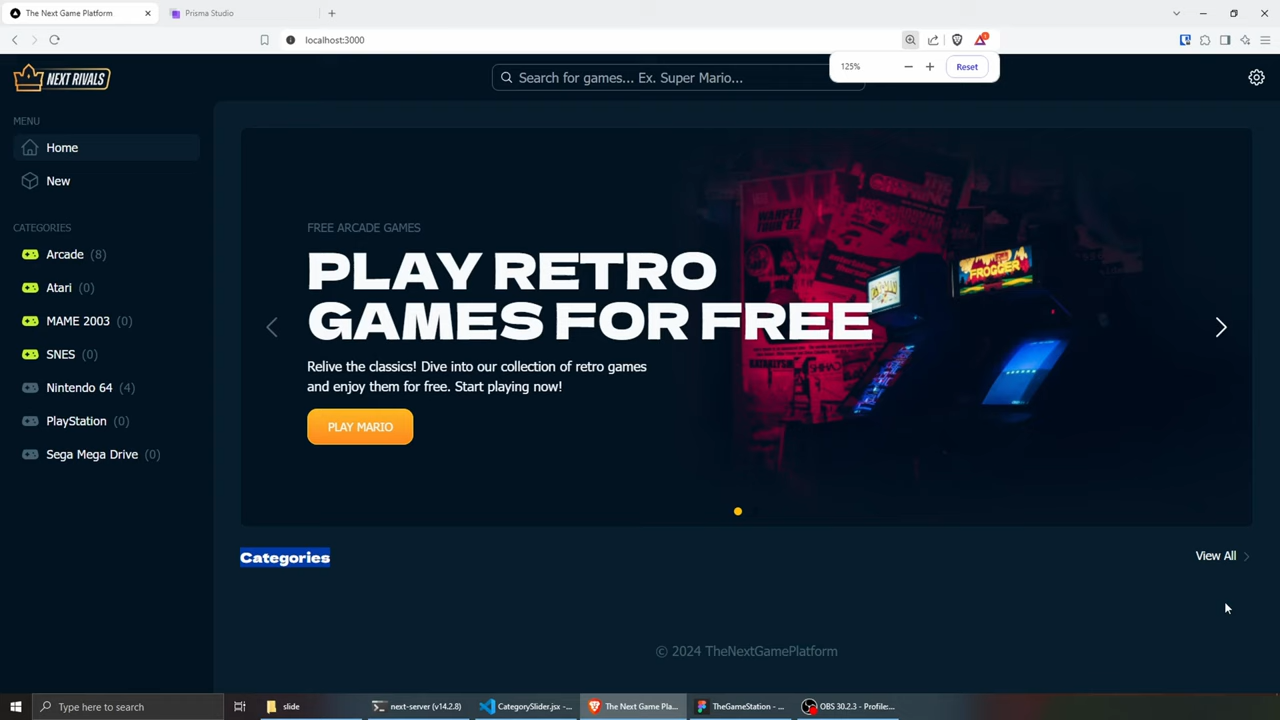 The Next Game Platform
Prisma Studio
localhost:3000
125%
Reset
NEXT RIVALS
Search for games... Ex. Super Mario...
MENU
Home
New
CATEGORIES
Arcade (8)
Atari (0)
MAME 2003 (0)
SNES (0)
Nintendo 64 (4)
PlayStation (0)
Sega Mega Drive (0)
FREE ARCADE GAMES
PLAY RETRO
GAMES FOR FREE
Relive the classics! Dive into our collection of retro games
and enjoy them for free. Start playing now!
PLAY MARIO
WARPED
TOUR '02
FROGGER
Categories
View All
© 2024 TheNextGamePlatform
Type here to search
slide
next-server (v14.2.8)
CategorySlider.jsx -...
The Next Game Pla...
TheGameStation - ...
OBS 30.2.3 - Profile:...